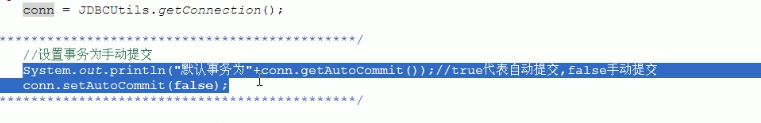 conn = JDBCUtils.getConnection();
*********************************************/
//设置事务为手动提交
System.out.println("默认事务为"+conn.getAutoCommit());//true代表自动提交,false手动提交
conn.setAutoCommit(false);
*********************************************/